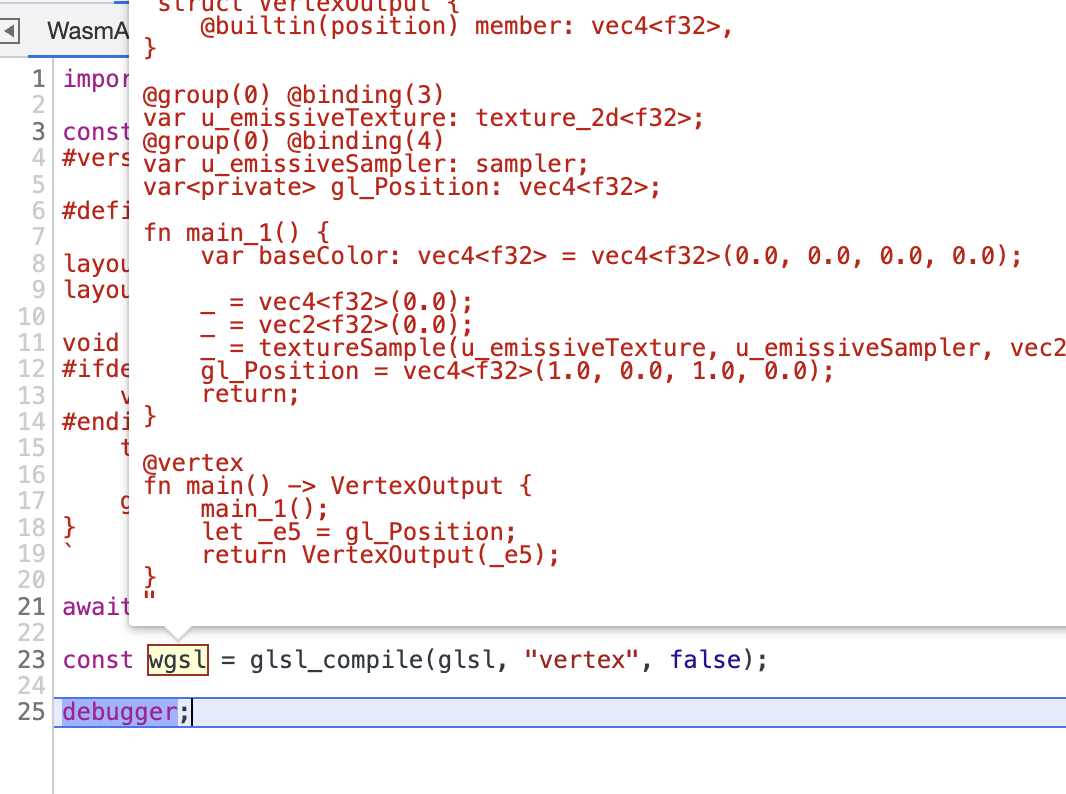 WasmA
struct VertexOutput {
@builtin(position) member: vec4<f32>,
}
@group(0) @binding(3)
var u_emissiveTexture: texture_2d<f32>;
@group(0) @binding(4)
var u_emissiveSampler: sampler;
var<private> gl_Position: vec4<f32>;
fn main_1() {
var baseColor: vec4<f32> = vec4<f32>(0.0, 0.0, 0.0, 0.0);
_ = vec4<f32>(0.0);
_ = vec2<f32>(0.0);
_ = textureSample(u_emissiveTexture, u_emissiveSampler, vec2
gl_Position = vec4<f32>(1.0, 0.0, 1.0, 0.0);
return;
}
@vertex
fn main() -> VertexOutput {
main_1();
let _e5 = gl_Position;
return VertexOutput(_e5);
}
"
1 impor
2
3 const
4 #vers
5
6 #defi
7
8 layou
9 layou
10
11 void
12 #ifde
13 v
14 #endi
15 t
16
17 g
18 }
19 `
20
21 await
22
23 const wgsl = glsl_compile(glsl, "vertex", false);
24
25 debugger;